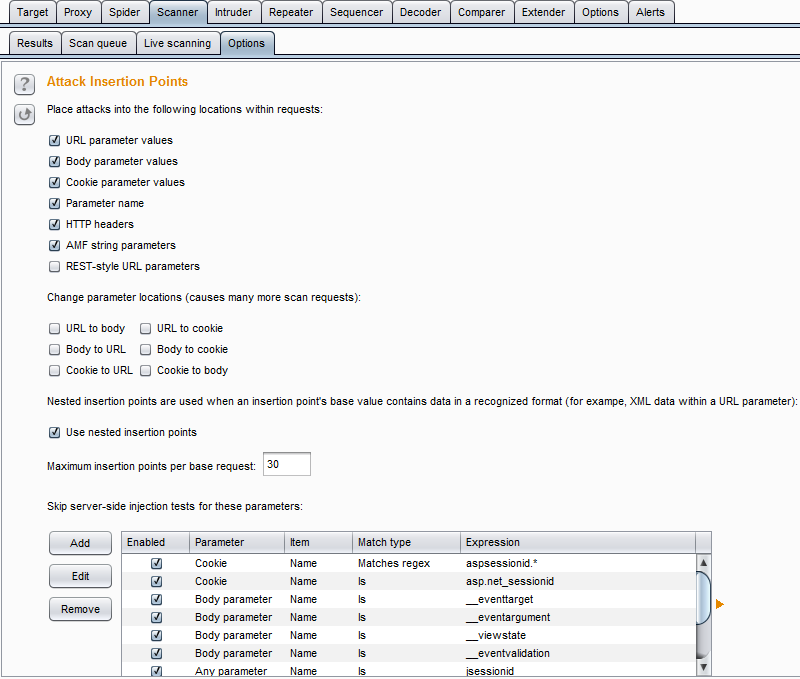 Target Proxy Spider Scanner Intruder Repeater Sequencer Decoder Comparer Extender Options Alerts
Results Scan queue Live scanning Options
? Attack Insertion Points
Place attacks into the following locations within requests:
URL parameter values
Body parameter values
Cookie parameter values
Parameter name
HTTP headers
AMF string parameters
REST-style URL parameters
Change parameter locations (causes many more scan requests):
URL to body URL to cookie
Body to URL Body to cookie
Cookie to URL Cookie to body
Nested insertion points are used when an insertion point's base value contains data in a recognized format (for exampe, XML data within a URL parameter):
Use nested insertion points
Maximum insertion points per base request: 30
Skip server-side injection tests for these parameters:
Add
Edit
Remove
Enabled Parameter Item Match type Expression
Cookie Name Matches regex aspsessionid.*
Cookie Name Is asp.net_sessionid
Body parameter Name Is __eventtarget
Body parameter Name Is __eventargument
Body parameter Name Is __viewstate
Body parameter Name Is __eventvalidation
Any parameter Name Is jsessionid